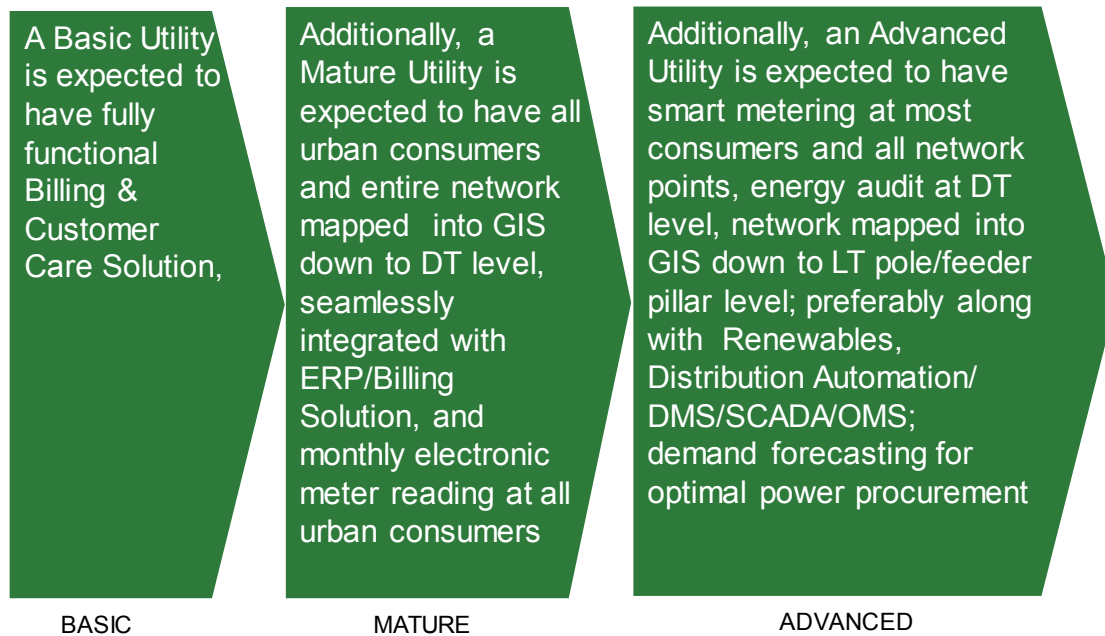 A Basic Utility
is expected to
have fully
functional
Billing &
Customer
Care Solution,
Additionally, a
Mature Utility is
expected to have all
urban consumers
and entire network
mapped into GIS
down to DT level,
seamlessly
integrated with
ERP/Billing
Solution, and
monthly electronic
meter reading at all
urban consumers
Additionally, an Advanced
Utility is expected to have
smart metering at most
consumers and all network
points, energy audit at DT
level, network mapped into
GIS down to LT pole/feeder
pillar level; preferably along
with Renewables,
Distribution Automation/
DMS/SCADA/OMS;
demand forecasting for
optimal power procurement
BASIC
MATURE
ADVANCED